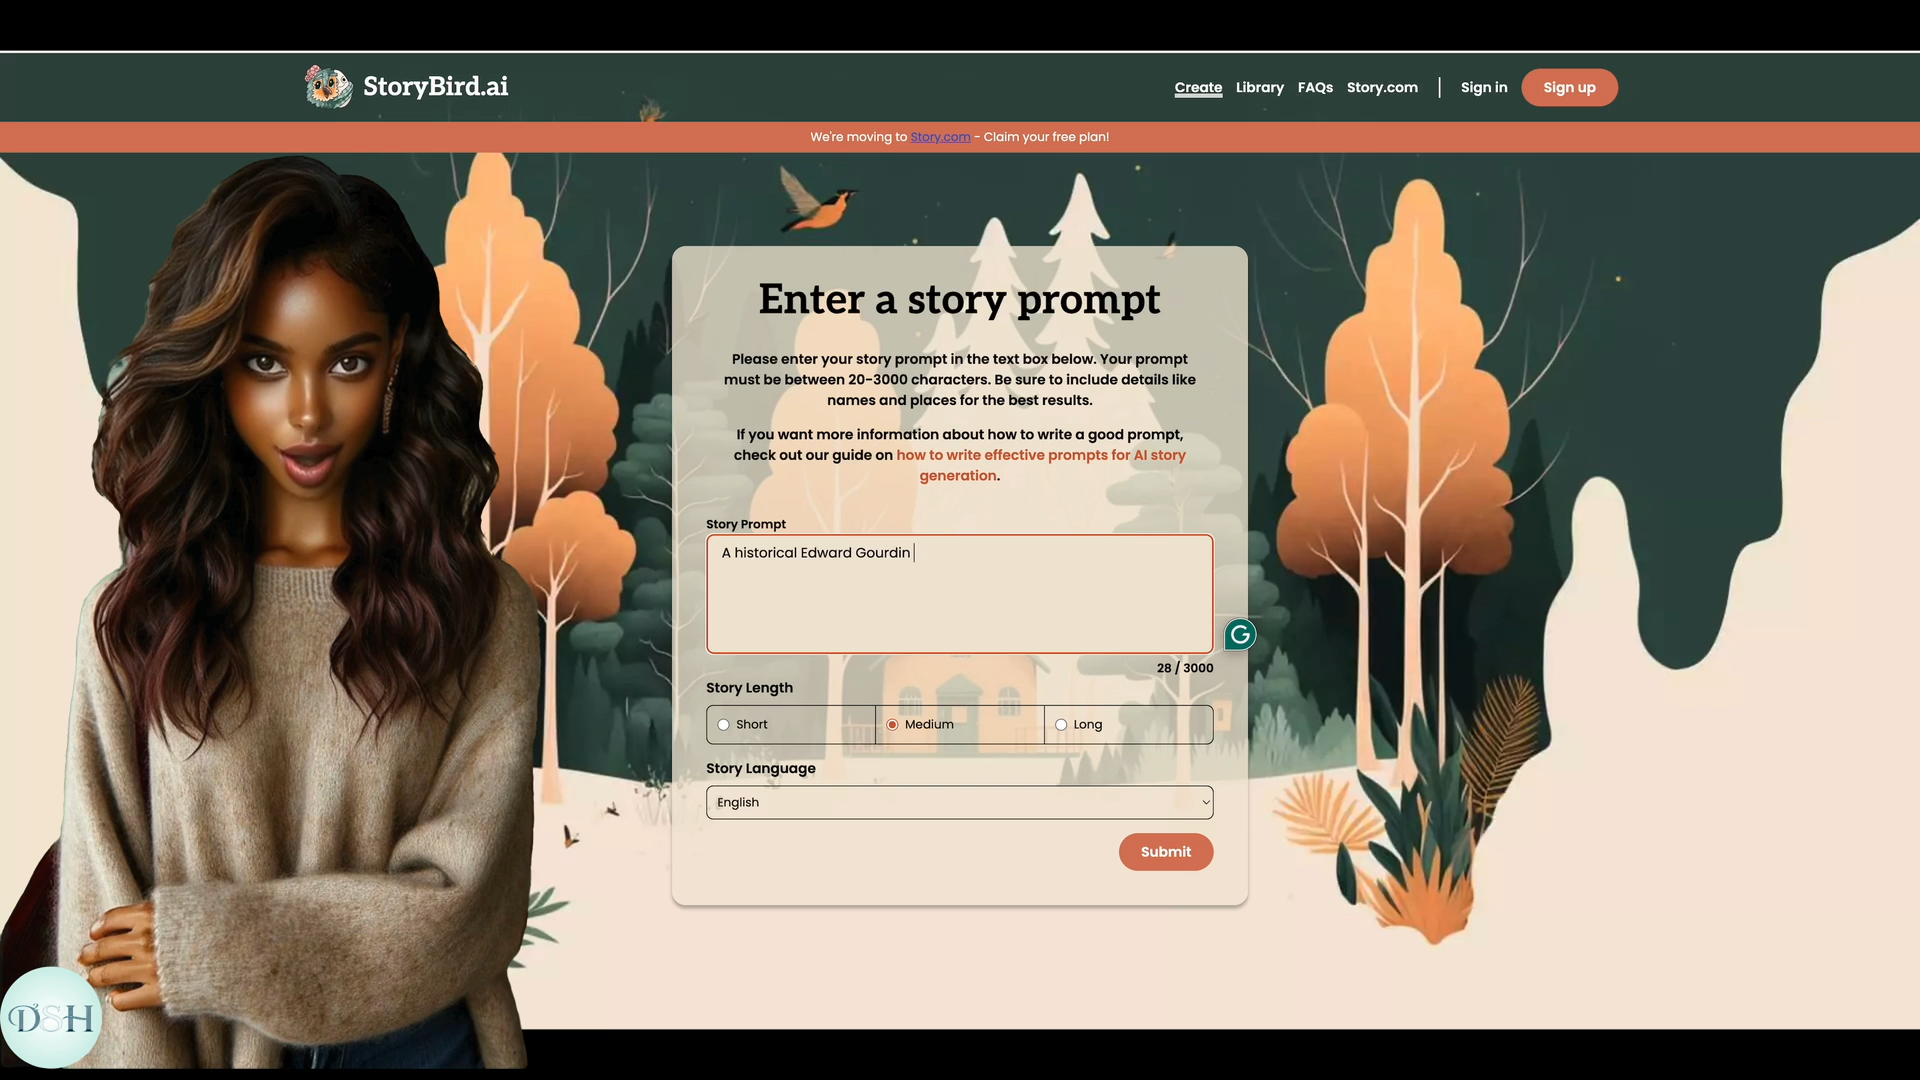 StoryBird.ai
Create Library FAQs Story.com Sign in Sign up
We're moving to Story.com - Claim your free plan!
Enter a story prompt
Please enter your story prompt in the text box below. Your prompt
must be between 20-3000 characters. Be sure to include details like
names and places for the best results.
If you want more information about how to write a good prompt,
check out our guide on how to write effective prompts for AI story
generation.
Story Prompt
A historical Edward Gourdin
G
28 / 3000
Story Length
Short Medium Long
Story Language
English
Submit
D&H